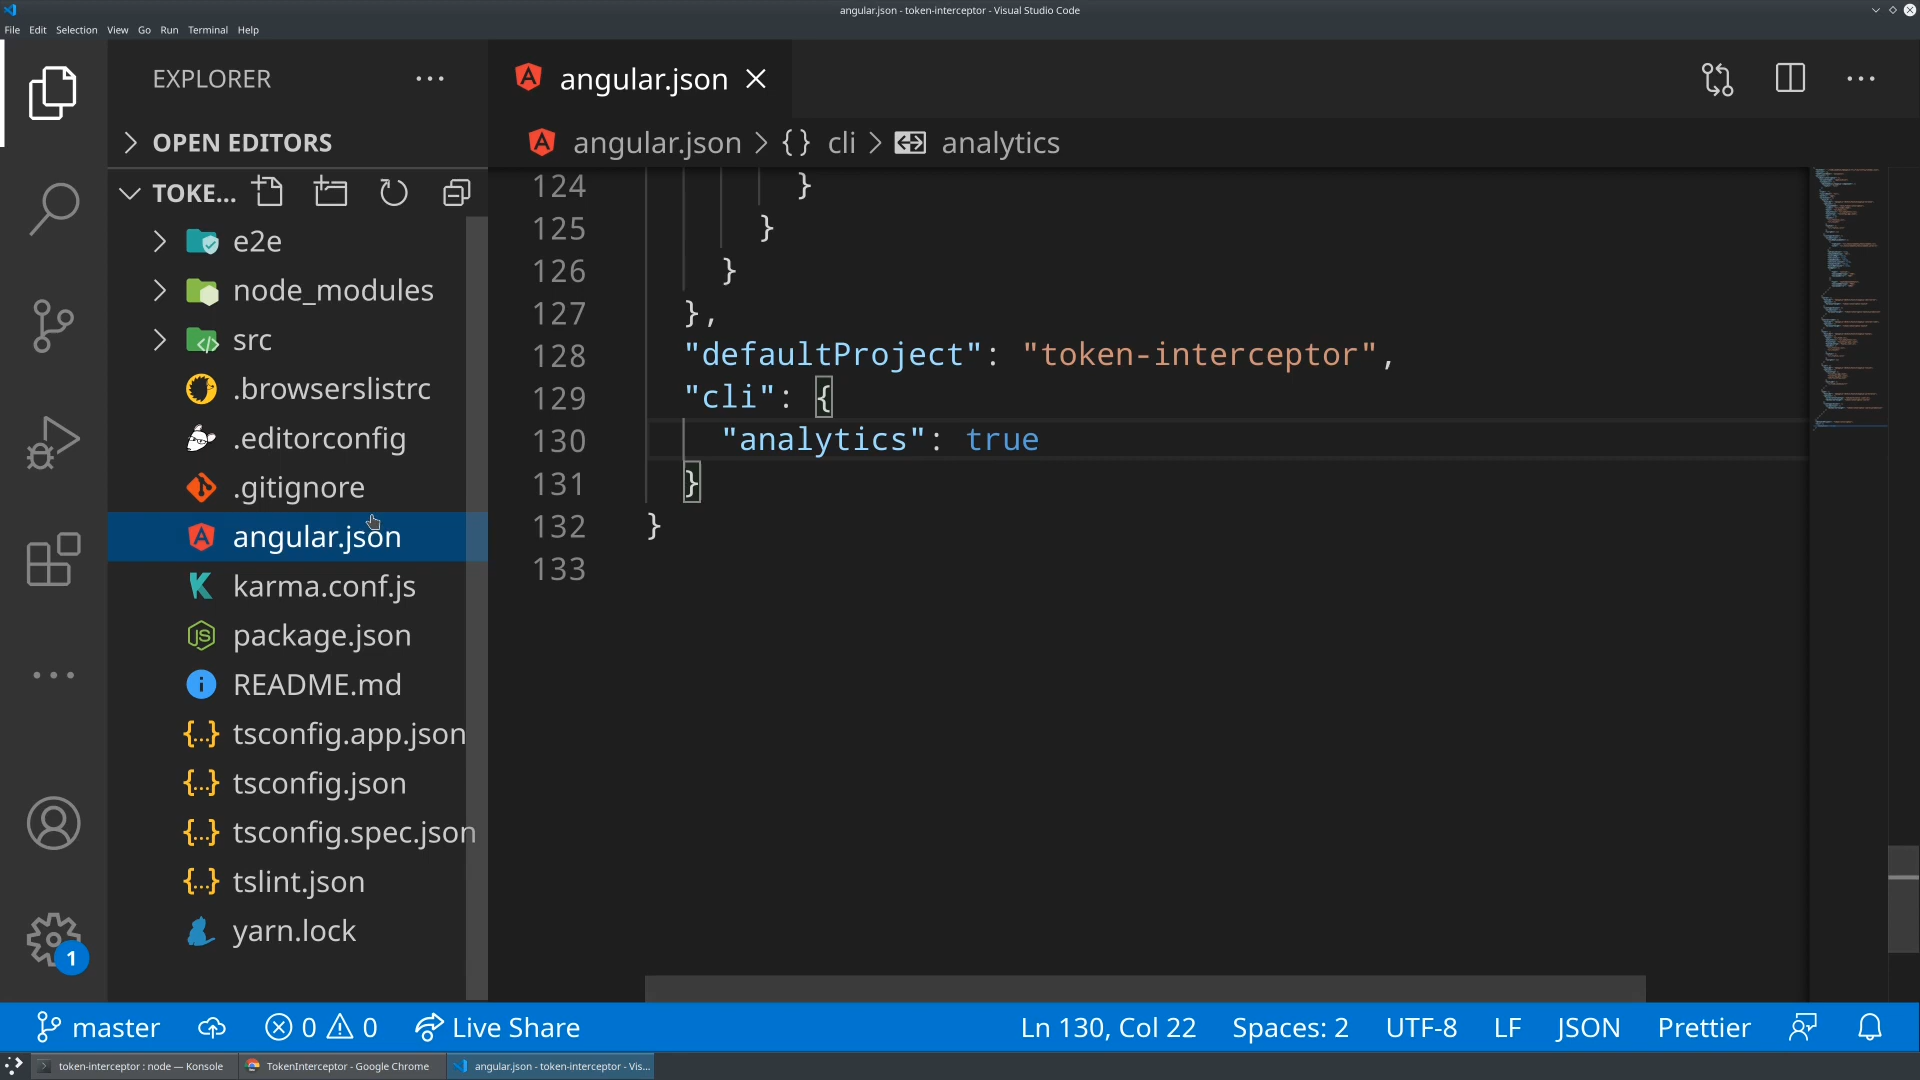 angular.json - token-interceptor - Visual Studio Code
File Edit Selection View Go Run Terminal Help
EXPLORER
OPEN EDITORS
TOKE...
e2e
node_modules
src
.browserslistrc
.editorconfig
.gitignore
angular.json
karma.conf.js
package.json
README.md
tsconfig.app.json
tsconfig.json
tsconfig.spec.json
tslint.json
yarn.lock
1
angular.json
angular.json > {} cli > analytics
124 }
125 }
126 }
127 },
128 "defaultProject": "token-interceptor",
129 "cli": {
130 "analytics": true
131 }
132 }
133
master 0 0 Live Share Ln 130, Col 22 Spaces: 2 UTF-8 LF JSON Prettier
token-interceptor : node — Konsole TokenInterceptor - Google Chrome angular.json - token-interceptor - Vis...